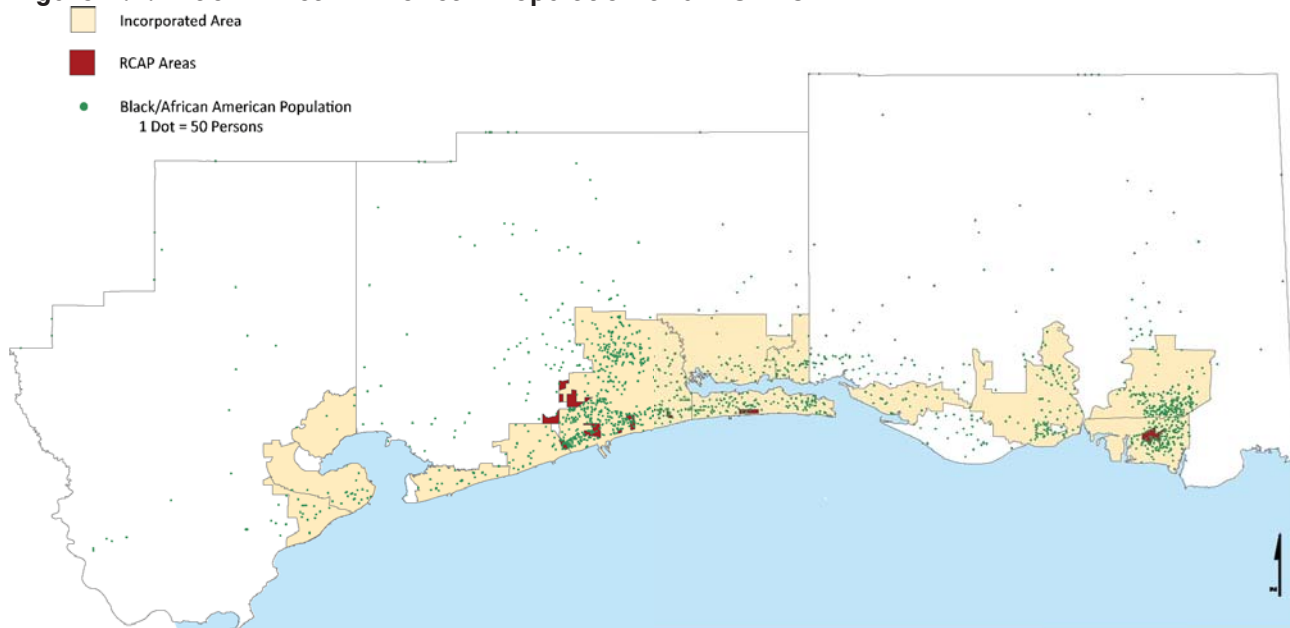 Incorporated Area
RCAP Areas
Black/African American Population
1 Dot = 50 Persons
N